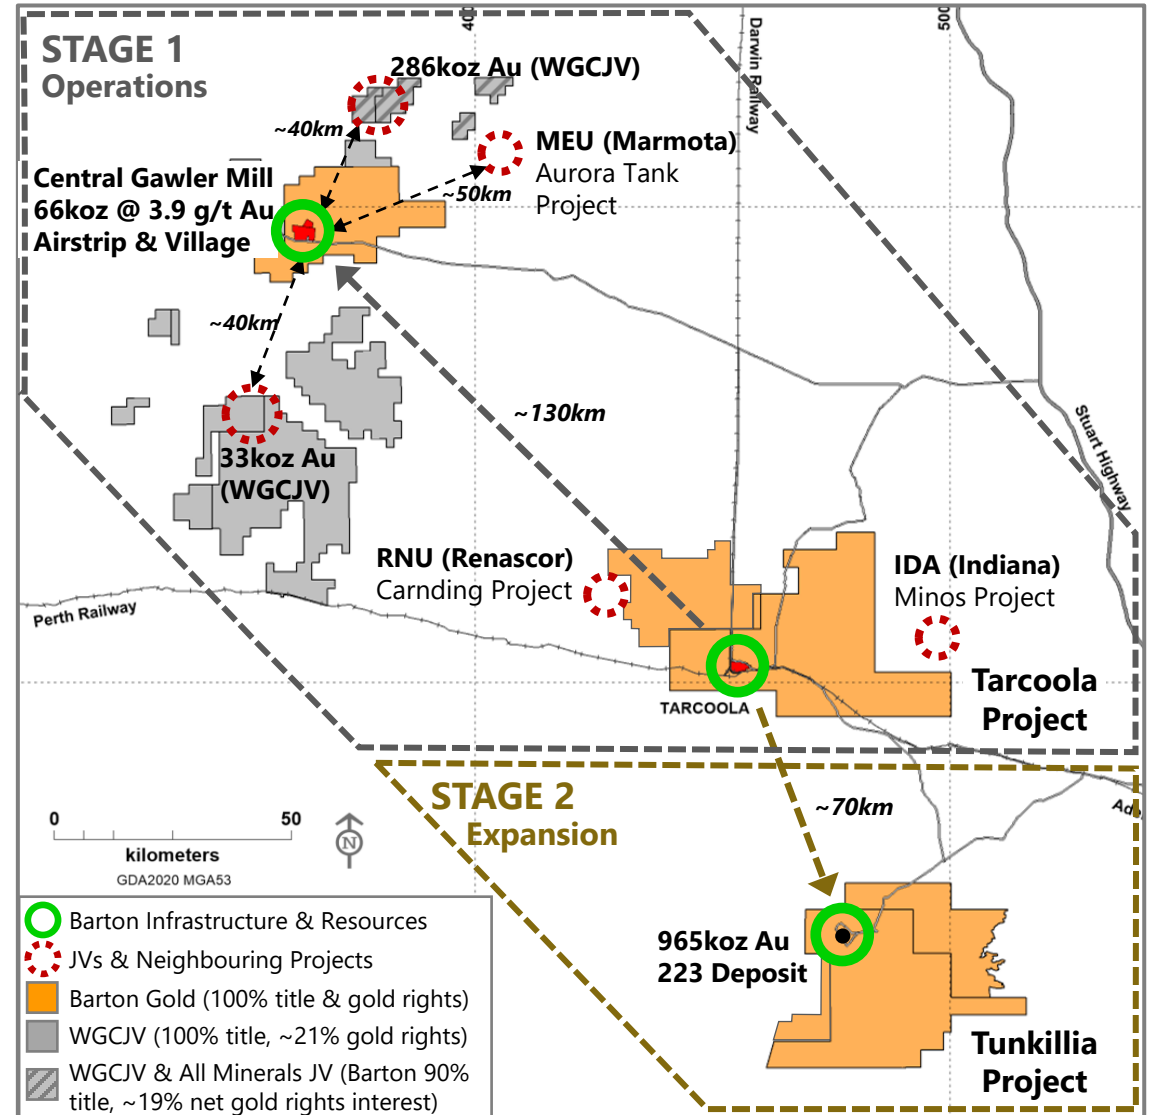 STAGE 1
Operations
400
500
Darwin Railway
286koz Au (WGCJV)
~40km
MEU (Marmota)
Aurora Tank
Project
~50km
Central Gawler Mill
66koz @ 3.9 g/t Au
Airstrip & Village
~40km
~130km
Stuart Highway
33koz Au
(WGCJV)
RNU (Renascor)
Carnding Project
IDA (Indiana)
Minos Project
Perth Railway
TARCOOLA
Tarcoola
Project
STAGE 2
Expansion
~70km
Ade
0 50
kilometers
GDA2020 MGA53
N
965koz Au
223 Deposit
Tunkillia
Project
Barton Infrastructure & Resources
JVs & Neighbouring Projects
Barton Gold (100% title & gold rights)
WGCJV (100% title, ~21% gold rights)
WGCJV & All Minerals JV (Barton 90%
title, ~19% net gold rights interest)